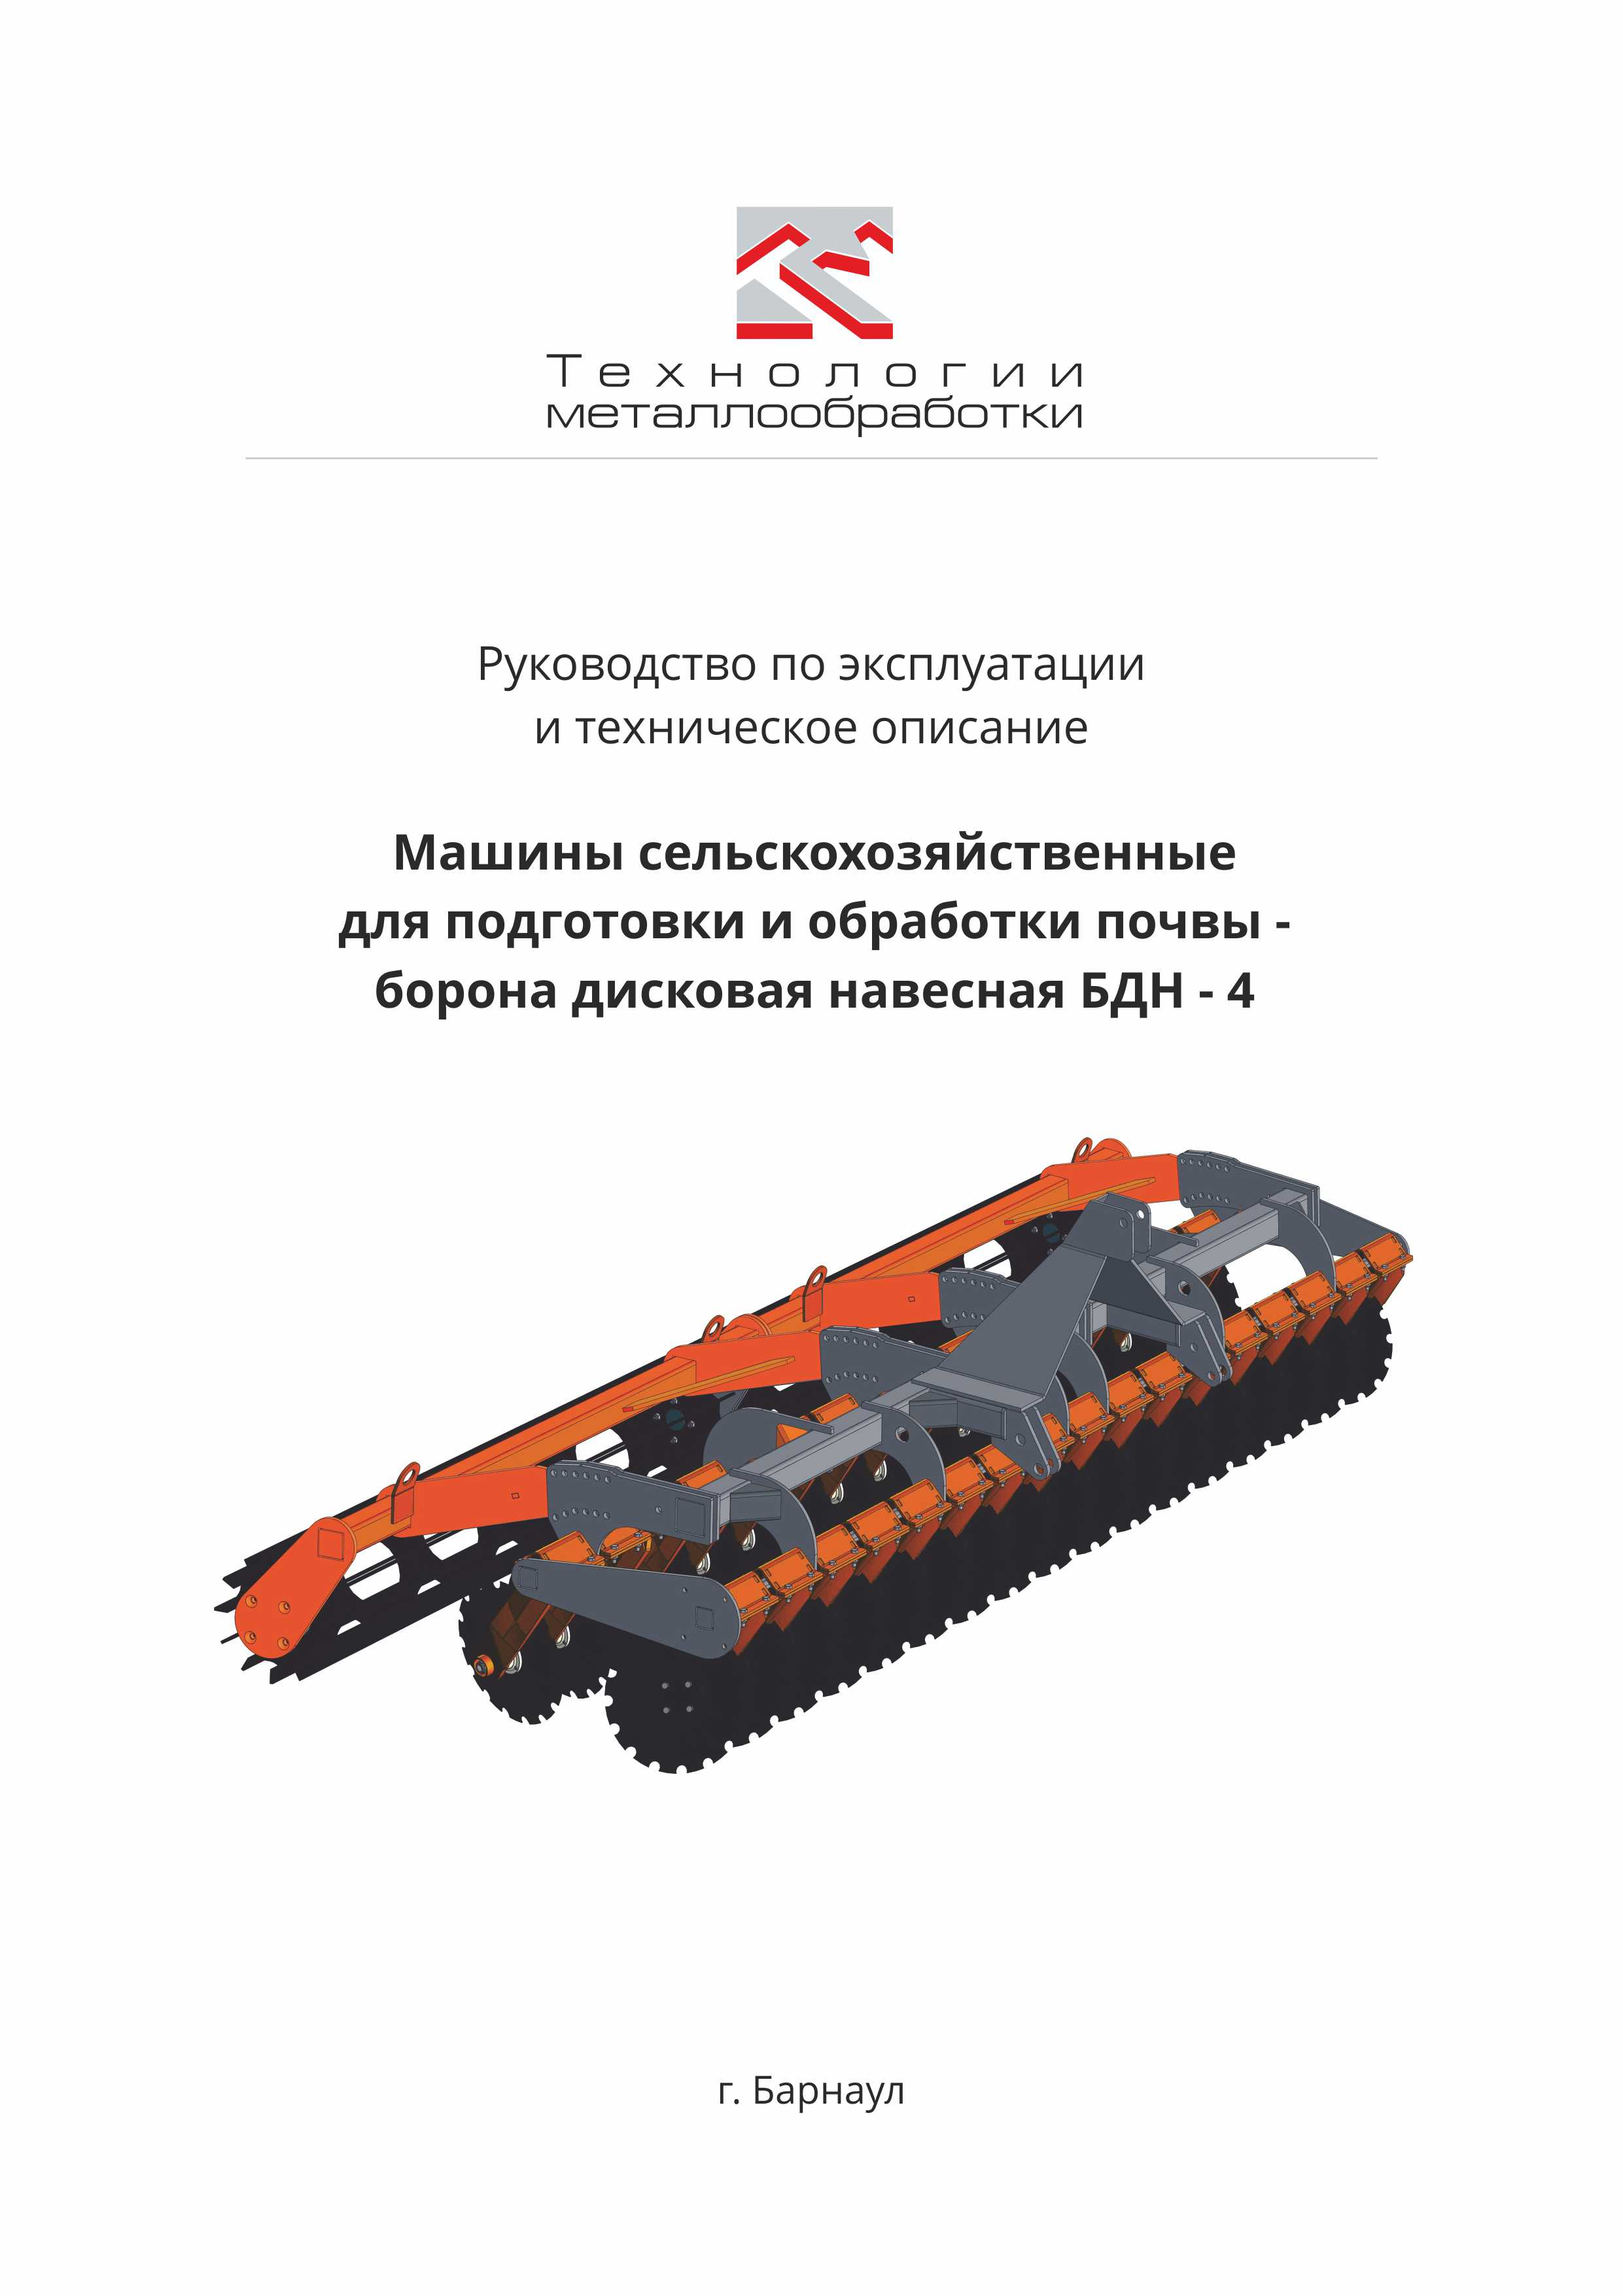 Технологии
металлообработки
Руководство по эксплуатации
и техническое описание
Машины сельскохозяйственные
для подготовки и обработки почвы -
борона дисковая навесная БДН - 4
г. Барнаул